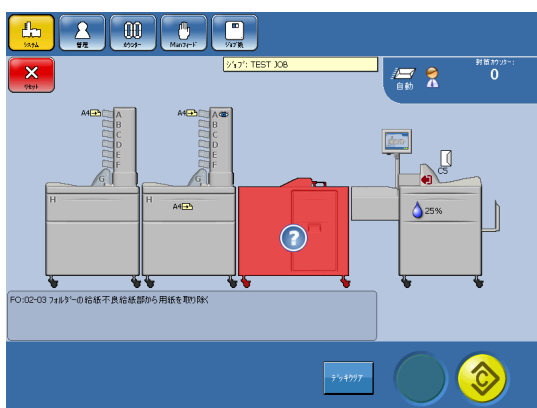 システム
管理
カウンター
Manフィード
ジョブ数
リセット
ジョブ: TEST JOB
自動
封筒カウンター:
0
A4
A4
A
B
C
D
E
F
G
H
A
B
C
D
E
F
G
H
A4
?
C5
25%
FO:02-03 フォルダーの給紙不良給紙部から用紙を取り除く
デッキクリア
C